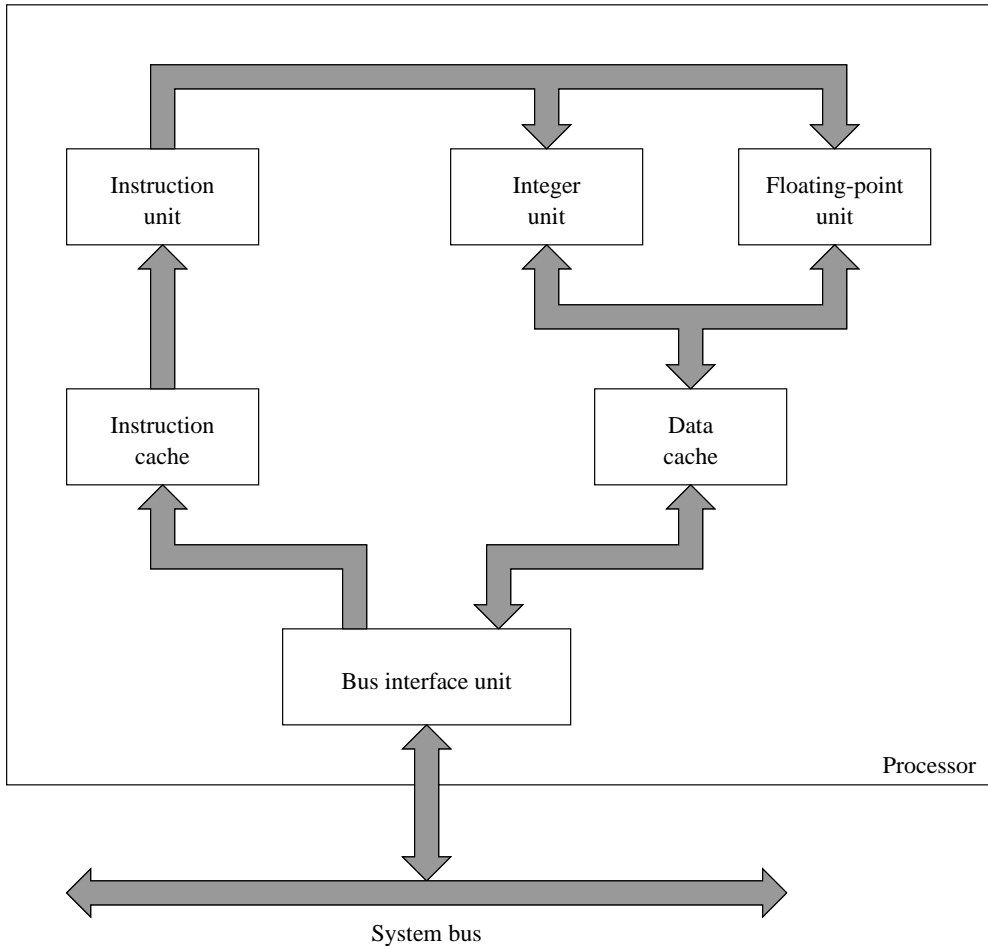 Instruction
unit
Integer
unit
Floating-point
unit
Instruction
cache
Data
cache
Bus interface unit
Processor
System bus